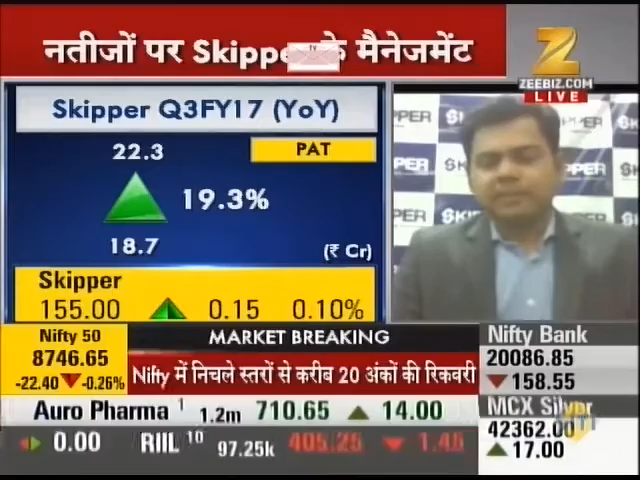 नतीजों पर Skipper के मैनेजमेंट
Z
ZEEBIZ.COM
LIVE
Skipper Q3FY17 (YoY)
22.3
PAT
19.3%
18.7
(₹ Cr)
Skipper
155.00 0.15 0.10%
Nifty 50
8746.65
-22.40 -0.26%
MARKET BREAKING
Nifty में निचले स्तरों से करीब 20 अंकों की रिकवरी
Nifty Bank
20086.85
158.55
MCX Silver
42362.00
17.00
Auro Pharma 1 1.2m 710.65 14.00
0.00 RIIL 10 97.25k 405.25 1.45